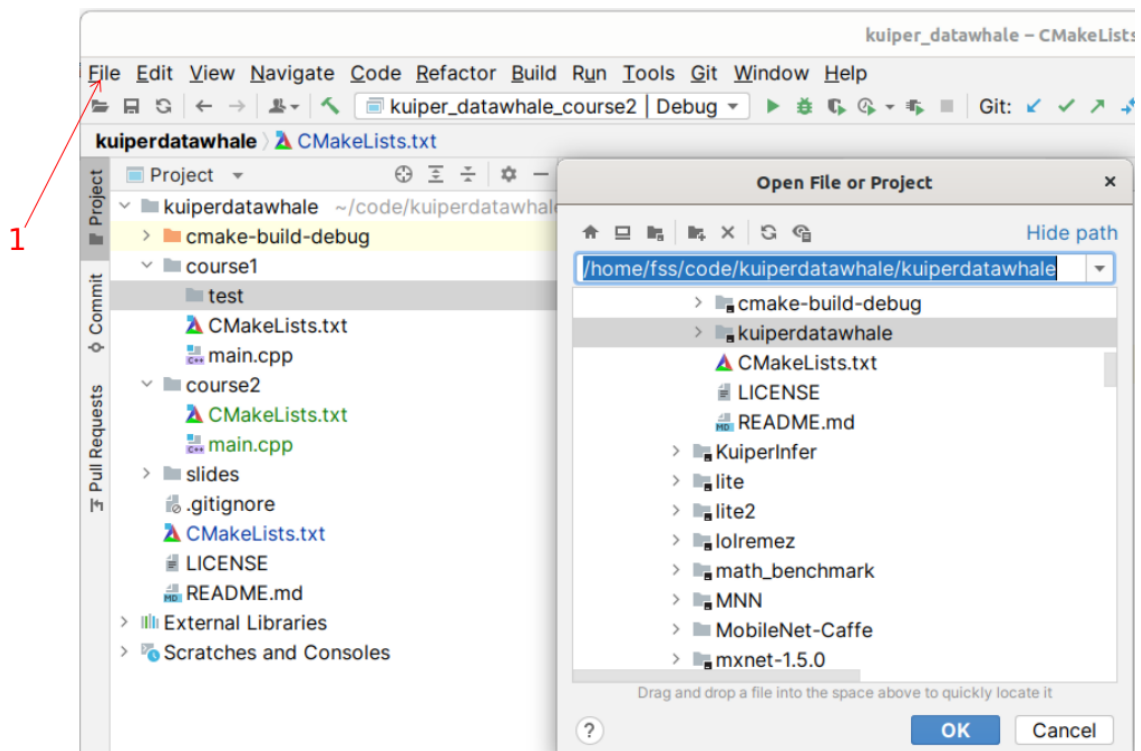 kuiper_datawhale – CMakeLists
File Edit View Navigate Code Refactor Build Run Tools Git Window Help
kuiper_datawhale_course2 | Debug Git:
kuiperdatawhale CMakeLists.txt
1
Project
Commit
Pull Requests
Project
kuiperdatawhale ~/code/kuiperdatawhale
cmake-build-debug
course1
test
CMakeLists.txt
main.cpp
course2
CMakeLists.txt
main.cpp
slides
.gitignore
CMakeLists.txt
LICENSE
README.md
External Libraries
Scratches and Consoles
Open File or Project
Hide path
/home/fss/code/kuiperdatawhale/kuiperdatawhale
cmake-build-debug
kuiperdatawhale
CMakeLists.txt
LICENSE
README.md
KuiperInfer
lite
lite2
lolremez
math_benchmark
MNN
MobileNet-Caffe
mxnet-1.5.0
Drag and drop a file into the space above to quickly locate it
? OK Cancel